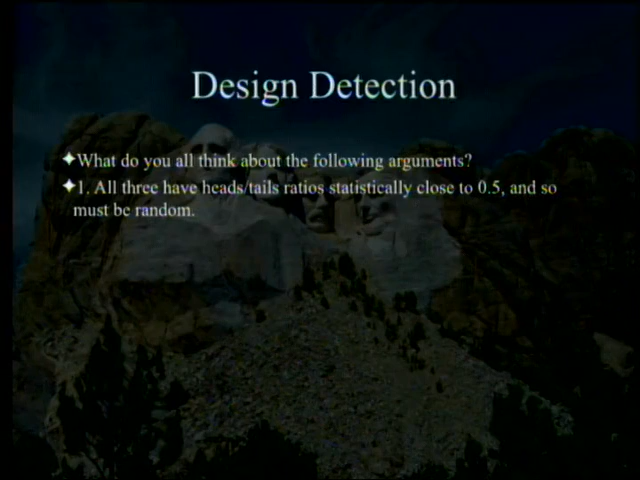 Design Detection
✦What do you all think about the following arguments?
✦1. All three have heads/tails ratios statistically close to 0.5, and so
must be random.